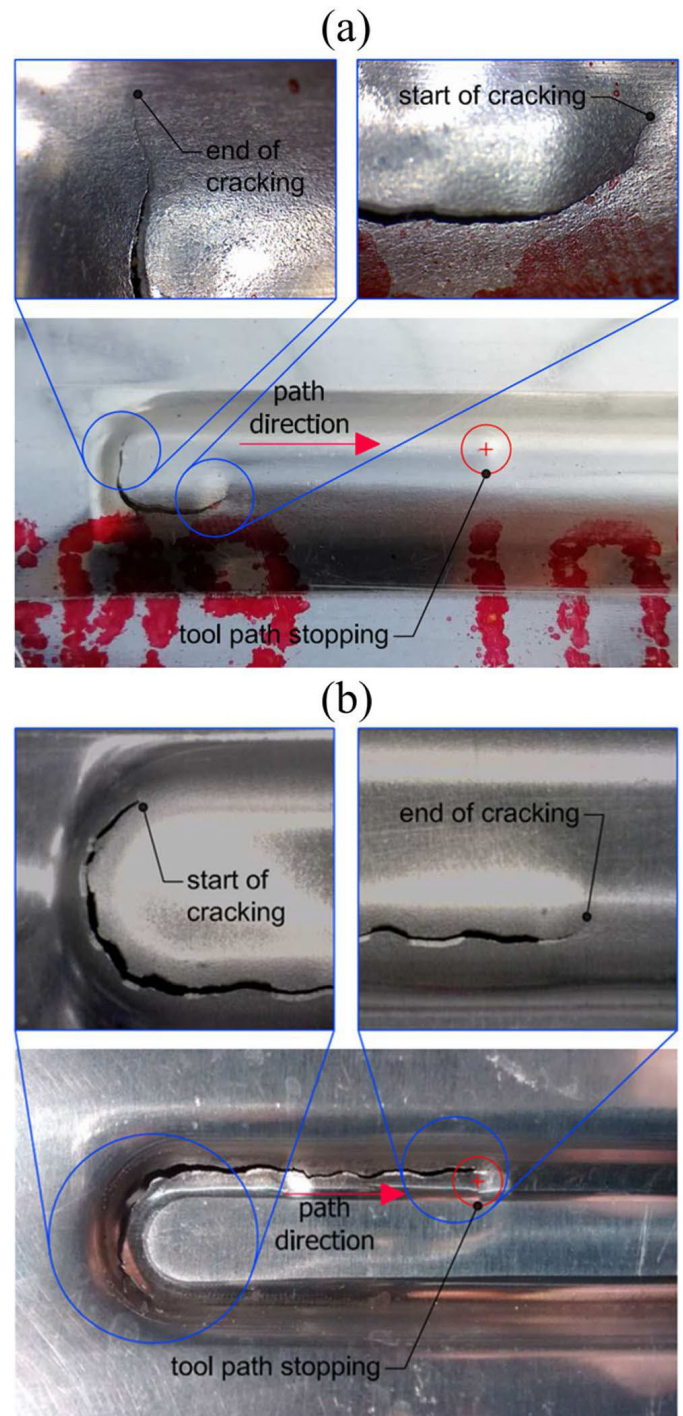 (a)
end of
cracking
start of cracking
path
direction
tool path stopping
(b)
start of
cracking
end of cracking
path
direction
tool path stopping